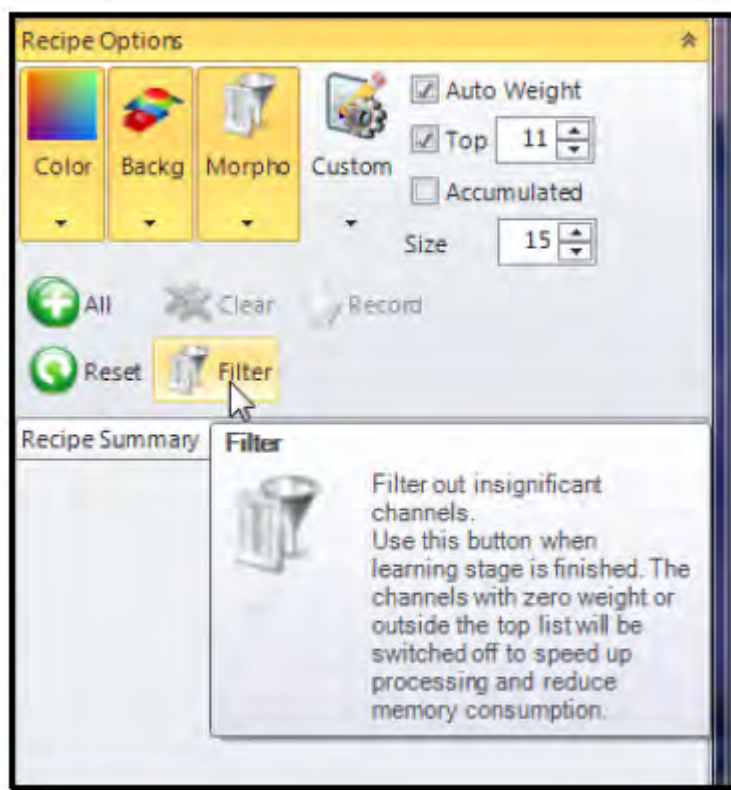 Recipe Options
Color Backg Morpho Custom
Auto Weight
Top 11
Accumulated
Size 15
All Clear Record
Reset Filter
Recipe Summary
Filter
Filter out insignificant
channels.
Use this button when
learning stage is finished. The
channels with zero weight or
outside the top list will be
switched off to speed up
processing and reduce
memory consumption.